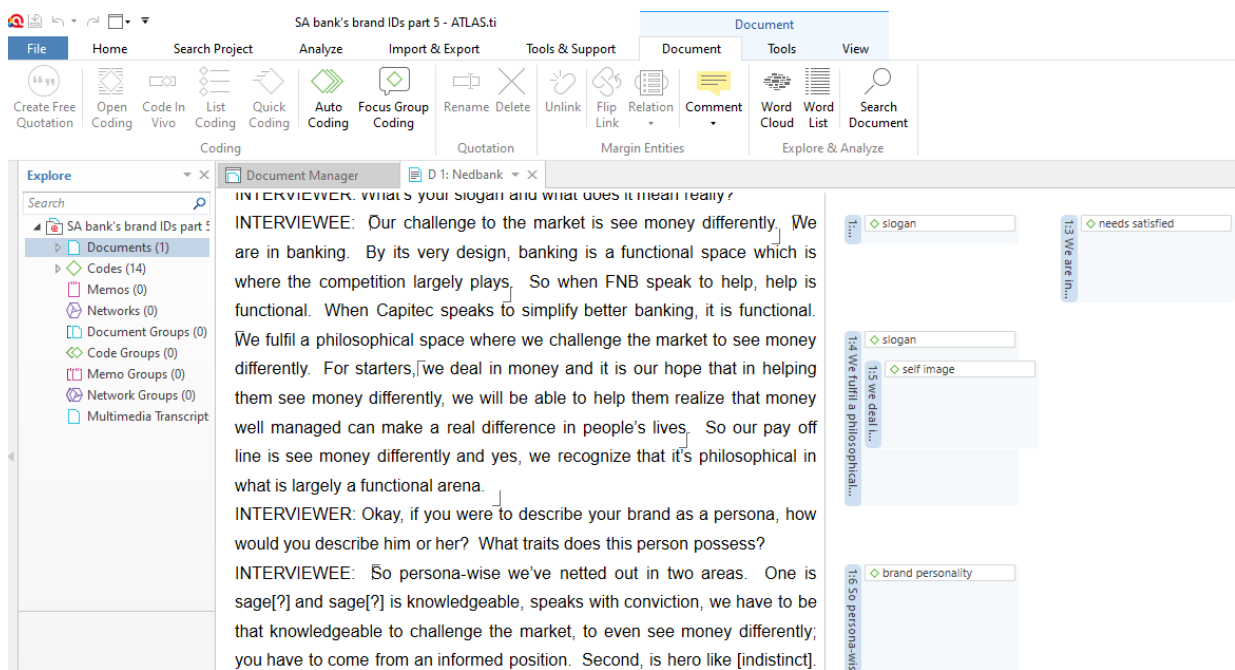 SA bank's brand IDs part 5 - ATLAS.ti
Document
File Home Search Project Analyze Import & Export Tools & Support Document Tools View
Create Free Quotation
Open Coding
Code In Vivo
List Coding
Quick Coding
Auto Coding
Focus Group Coding
Rename Delete
Unlink
Flip Link
Relation
Comment
Word Cloud
Word List
Search Document
Coding Quotation Margin Entities Explore & Analyze
Explore
Document Manager
D 1: Nedbank
Search
SA bank's brand IDs part 5
Documents (1)
Codes (14)
Memos (0)
Networks (0)
Document Groups (0)
Code Groups (0)
Memo Groups (0)
Network Groups (0)
Multimedia Transcript
INTERVIEWER: What's your slogan and what does it mean really?
INTERVIEWEE: Our challenge to the market is see money differently. We
are in banking. By its very design, banking is a functional space which is
where the competition largely plays. So when FNB speak to help, help is
functional. When Capitec speaks to simplify better banking, it is functional.
We fulfil a philosophical space where we challenge the market to see money
differently. For starters, we deal in money and it is our hope that in helping
them see money differently, we will be able to help them realize that money
well managed can make a real difference in people's lives. So our pay off
line is see money differently and yes, we recognize that it's philosophical in
what is largely a functional arena.
INTERVIEWER: Okay, if you were to describe your brand as a persona, how
would you describe him or her? What traits does this person possess?
INTERVIEWEE: So persona-wise we've netted out in two areas. One is
sage[?] and sage[?] is knowledgeable, speaks with conviction, we have to be
that knowledgeable to challenge the market, to even see money differently;
you have to come from an informed position. Second, is hero like [indistinct].
1:...
slogan
1:3 We are in...
needs satisfied
1:4 We fulfil a philosophical...
slogan
1:5 we deal i...
self image
1:6 So persona-wis
brand personality